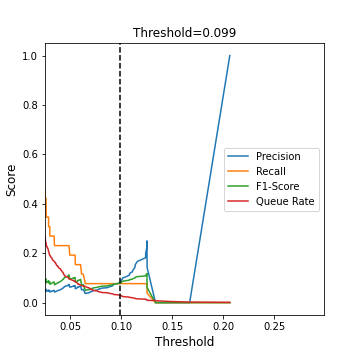 Threshold=0.099
1.0
0.8
0.6
0.4
0.2
0.0
Score
Precision
Recall
F1-Score
Queue Rate
0.05 0.10 0.15 0.20 0.25
Threshold